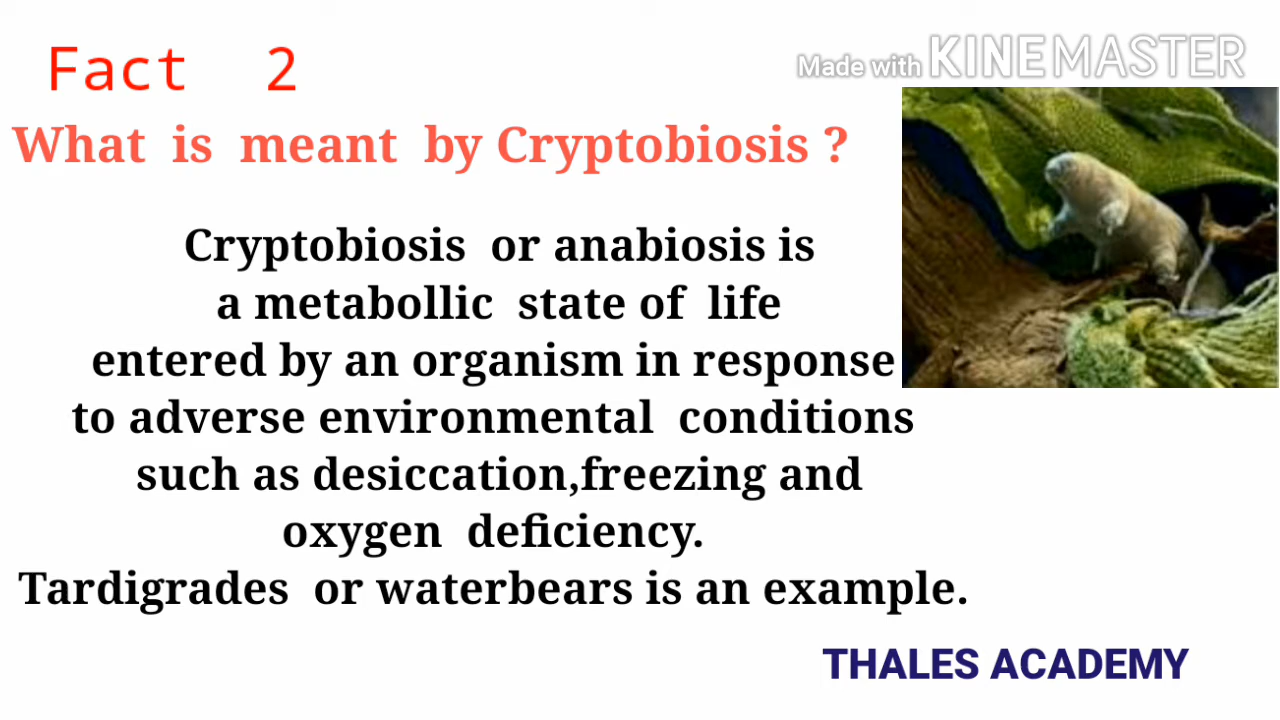 Fact 2
Made with KINEMASTER
What is meant by Cryptobiosis ?
Cryptobiosis or anabiosis is
a metabollic state of life
entered by an organism in response
to adverse environmental conditions
such as desiccation,freezing and
oxygen deficiency.
Tardigrades or waterbears is an example.
THALES ACADEMY